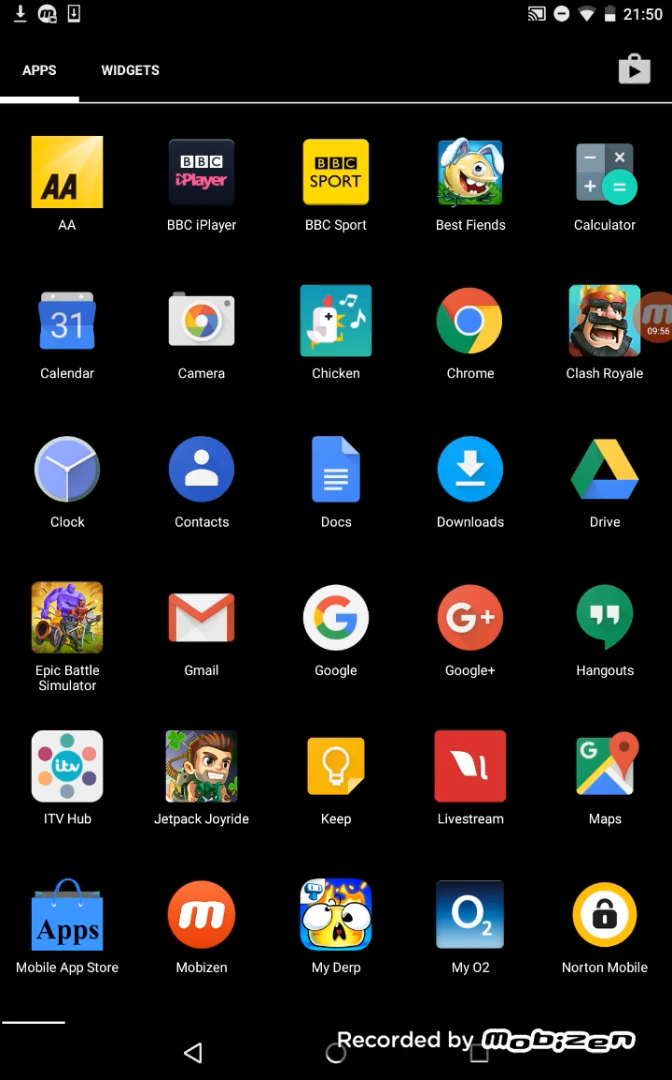 21:50
APPS WIDGETS
AA
BBC
iPlayer
BBC
SPORT
AA BBC iPlayer BBC Sport Best Fiends Calculator
31
09:56
Calendar Camera Chicken Chrome Clash Royale
Clock Contacts Docs Downloads Drive
G+
Epic Battle
Simulator
Gmail Google Google+ Hangouts
itv
G
ITV Hub Jetpack Joyride Keep Livestream Maps
Apps
m
O2
Mobile App Store Mobizen My Derp My O2 Norton Mobile
Recorded by Mobizen